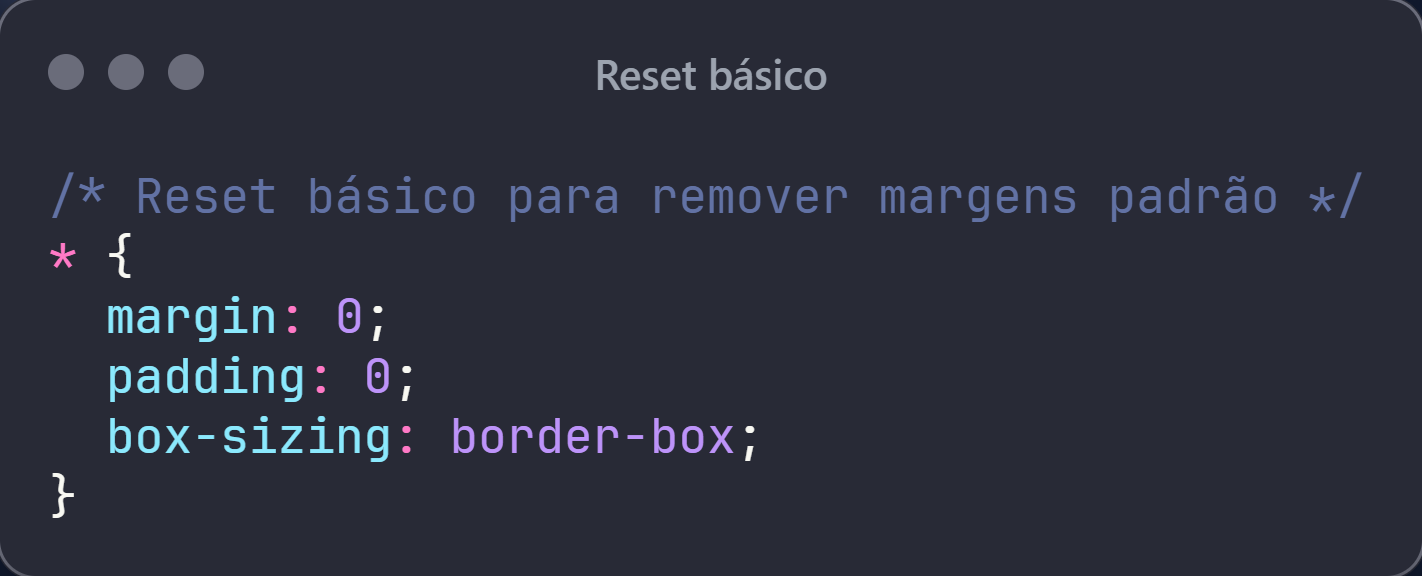 Reset básico
/* Reset básico para remover margens padrão */
* {
  margin: 0;
  padding: 0;
  box-sizing: border-box;
}